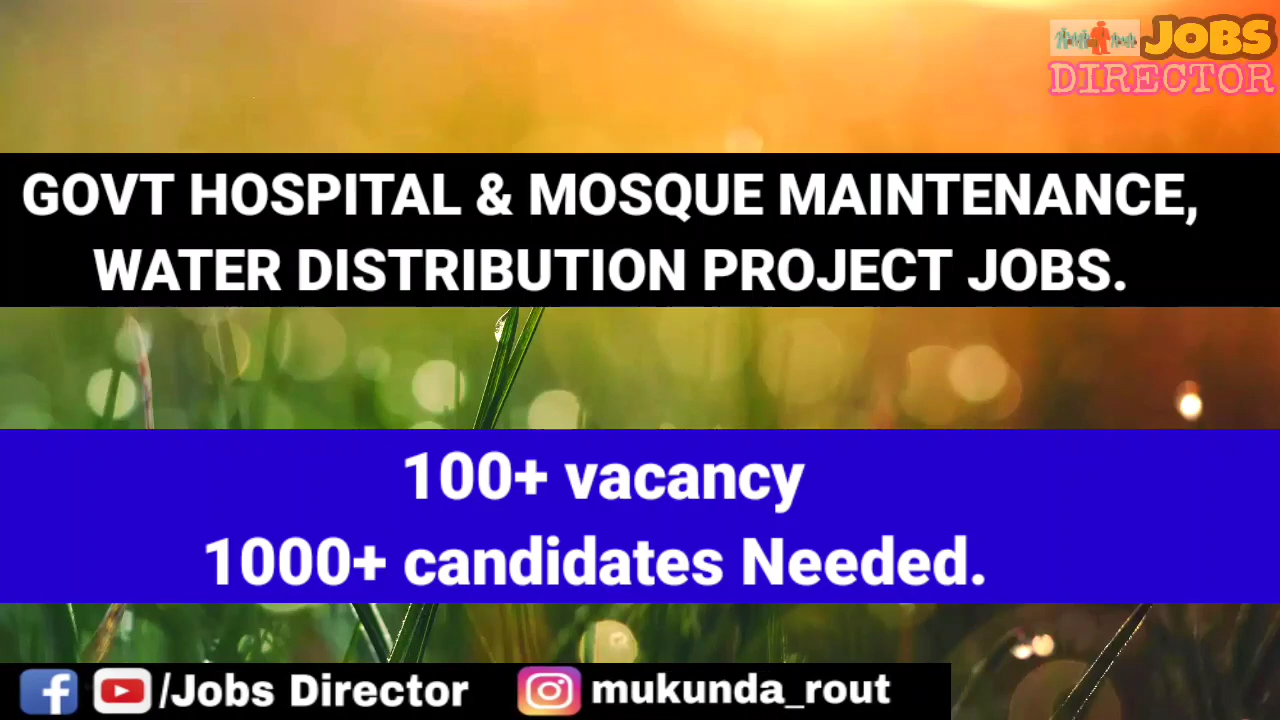 JOBS
DIRECTOR
GOVT HOSPITAL & MOSQUE MAINTENANCE,
WATER DISTRIBUTION PROJECT JOBS.
100+ vacancy
1000+ candidates Needed.
/Jobs Director mukunda_rout